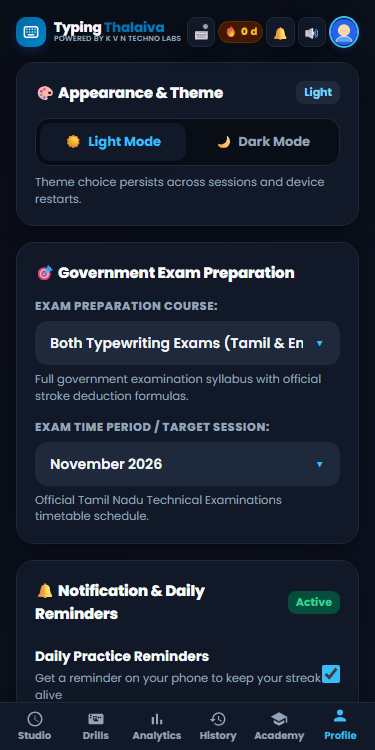 Typing Thalaiva
POWERED BY K V N TECHNO LABS
0 d
Appearance & Theme
Light
Light Mode
Dark Mode
Theme choice persists across sessions and device
restarts.
Government Exam Preparation
EXAM PREPARATION COURSE:
Both Typewriting Exams (Tamil & En
Full government examination syllabus with official
stroke deduction formulas.
EXAM TIME PERIOD / TARGET SESSION:
November 2026
Official Tamil Nadu Technical Examinations
timetable schedule.
Notification & Daily
Reminders
Active
Daily Practice Reminders
Get a reminder on your phone to keep your streak
alive
Studio
Drills
Analytics
History
Academy
Profile